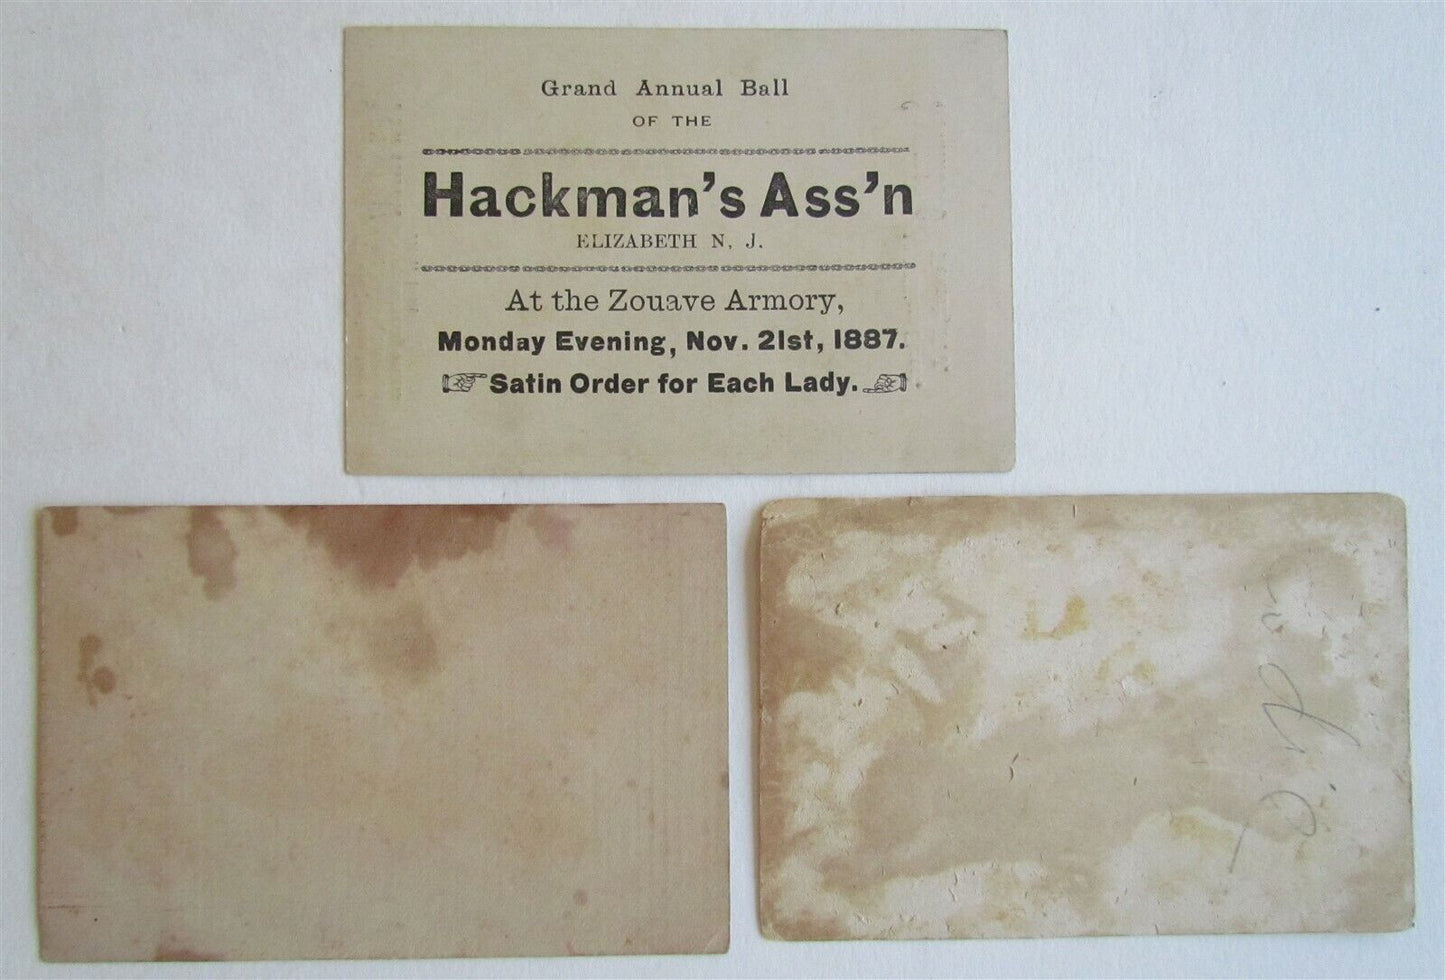 Grand Annual Ball
OF THE
Hackman's Ass'n
ELIZABETH N. J.
At the Zouave Armory,
Monday Evening, Nov. 21st, 1887.
Satin Order for Each Lady.